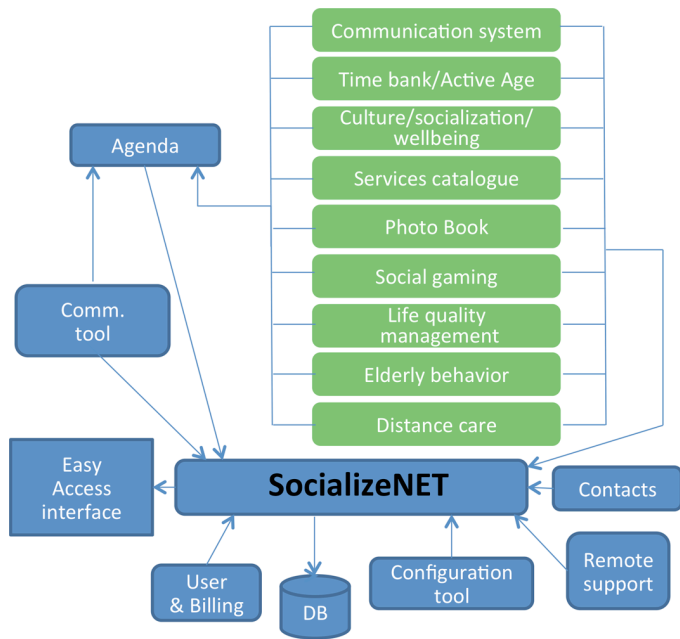 Communication system
Time bank/Active Age
Culture/socialization/
wellbeing
Agenda
Services catalogue
Photo Book
Social gaming
Comm.
tool
Life quality
management
Elderly behavior
Distance care
Easy
Access
interface
SocializeNET
Contacts
User
& Billing
DB
Configuration
tool
Remote
support